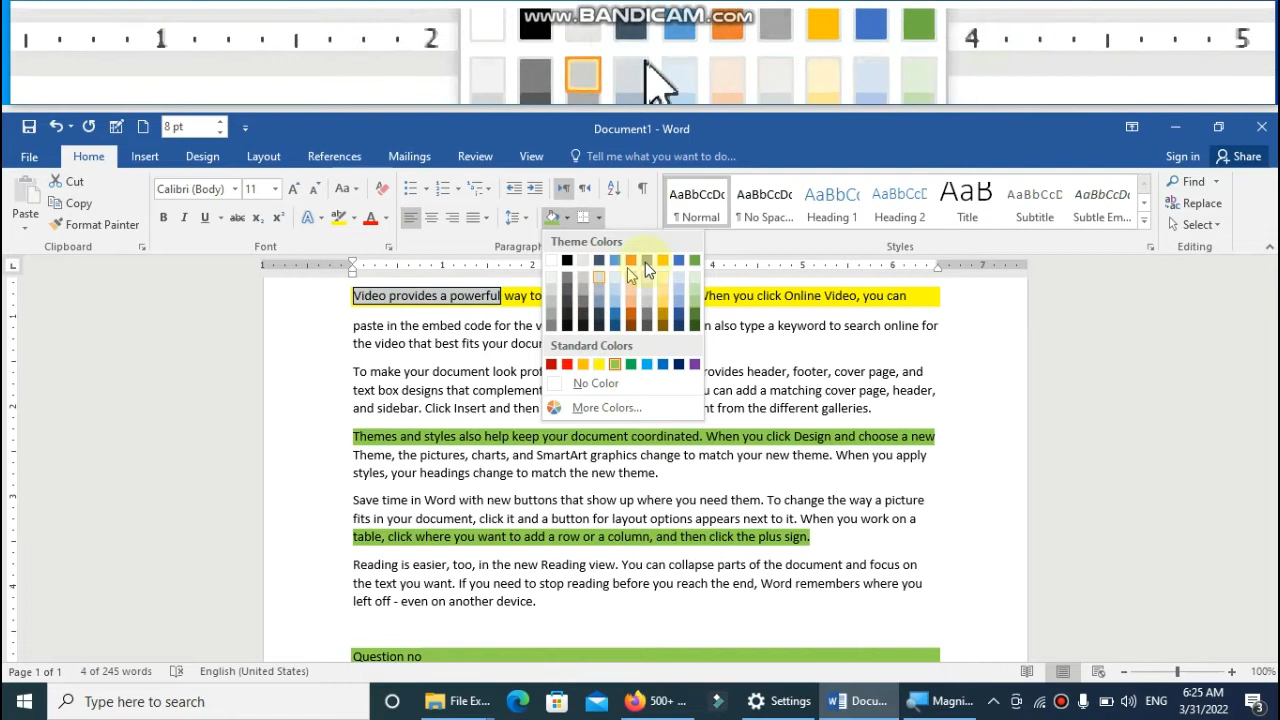 www.BANDICAM.com
1 2 4 5
8 pt
Document1 - Word
File Home Insert Design Layout References Mailings Review View Tell me what you want to do...
Sign in Share
Paste
Cut
Copy
Format Painter
Clipboard
Calibri (Body) 11
Font
Paragraph
AaBbCcDc AaBbCcDc AaBbCc AaBbCcD AaB AaBbCcD AaBbCcDc
¶ Normal ¶ No Spac... Heading 1 Heading 2 Title Subtitle Subtle Em...
Styles
Find
Replace
Select
Editing
Theme Colors
Standard Colors
No Color
More Colors...
Video provides a powerful way to hen you click Online Video, you can
paste in the embed code for the v n also type a keyword to search online for
the video that best fits your docu
To make your document look prof rovides header, footer, cover page, and
text box designs that complement u can add a matching cover page, header,
and sidebar. Click Insert and then nt from the different galleries.
Themes and styles also help keep your document coordinated. When you click Design and choose a new
Theme, the pictures, charts, and SmartArt graphics change to match your new theme. When you apply
styles, your headings change to match the new theme.
Save time in Word with new buttons that show up where you need them. To change the way a picture
fits in your document, click it and a button for layout options appears next to it. When you work on a
table, click where you want to add a row or a column, and then click the plus sign.
Reading is easier, too, in the new Reading view. You can collapse parts of the document and focus on
the text you want. If you need to stop reading before you reach the end, Word remembers where you
left off - even on another device.
Question no
Page 1 of 1 4 of 245 words English (United States) 100%
Type here to search
File Ex...
500+ ...
Settings
Docu...
Magni...
ENG
6:25 AM
3/31/2022